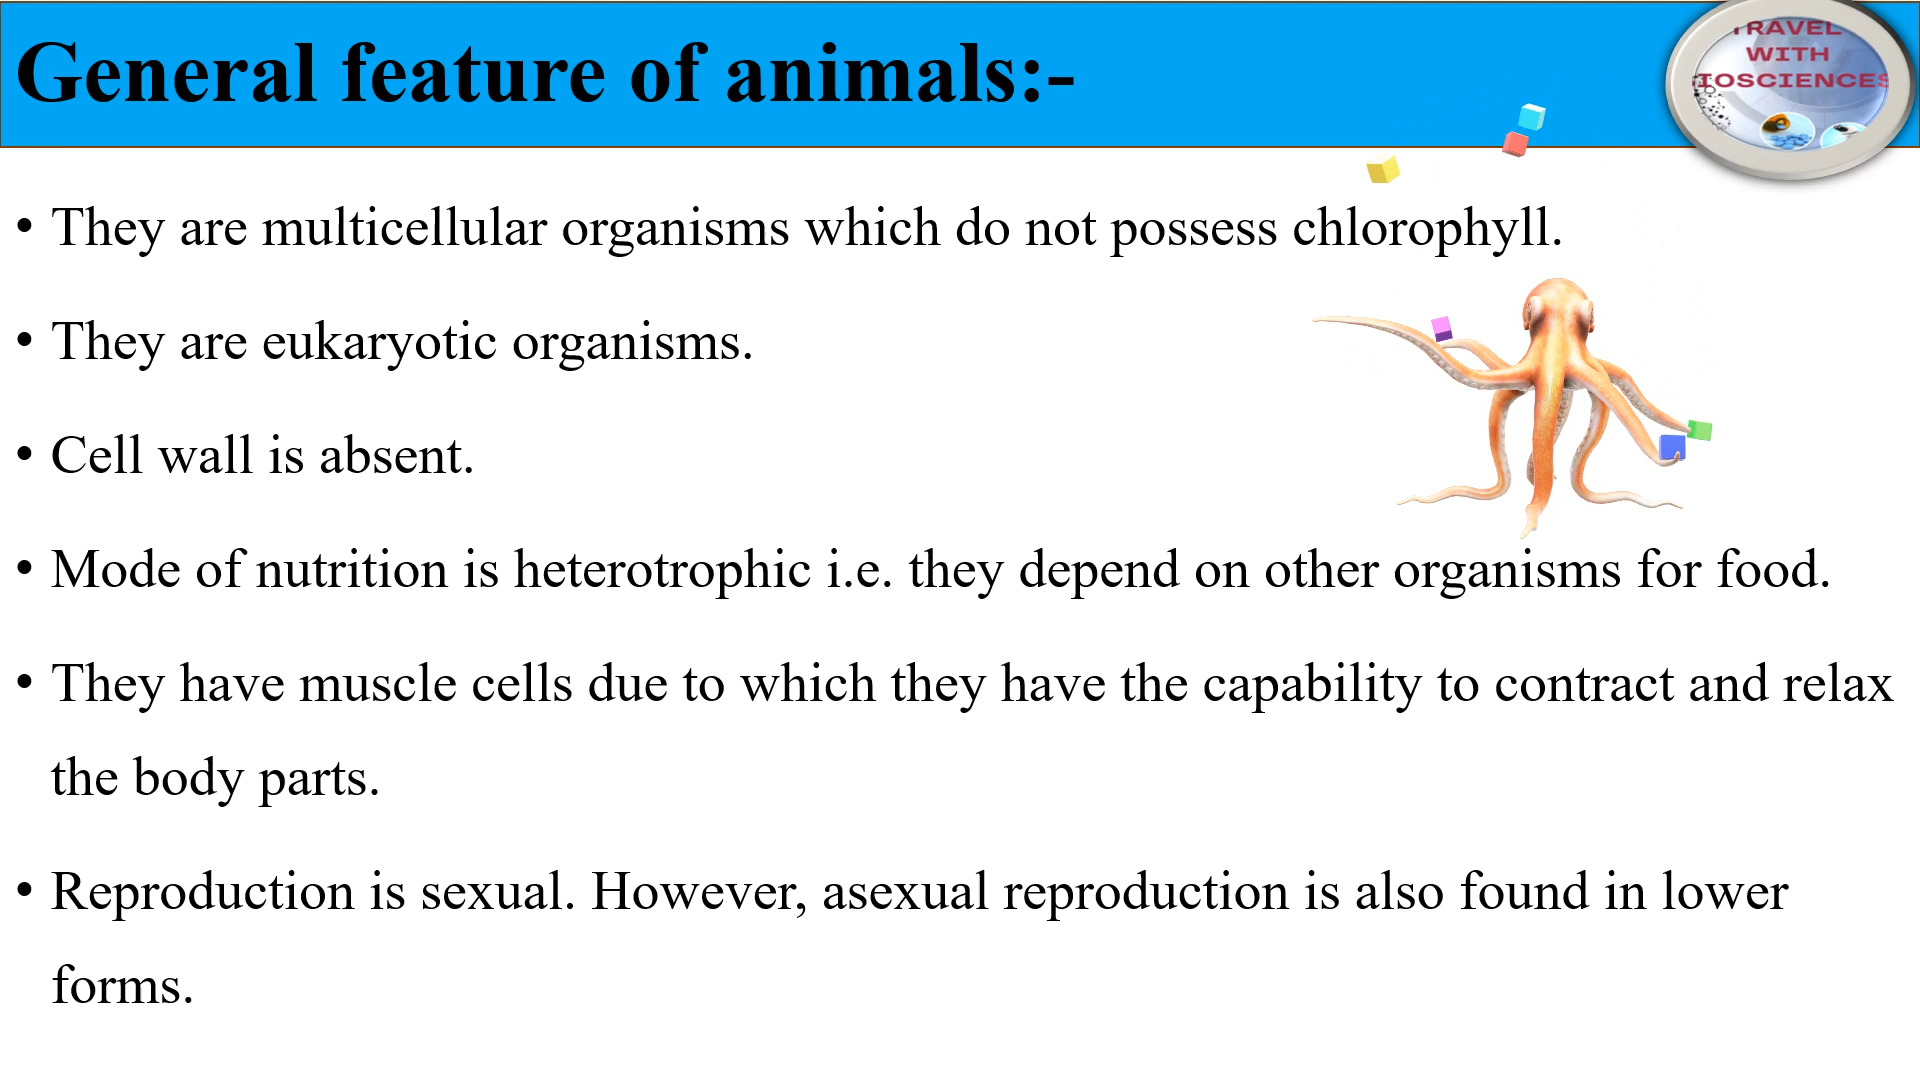 General feature of animals:-
TRAVEL
WITH
IOSCIENCES
• They are multicellular organisms which do not possess chlorophyll.
• They are eukaryotic organisms.
• Cell wall is absent.
• Mode of nutrition is heterotrophic i.e. they depend on other organisms for food.
• They have muscle cells due to which they have the capability to contract and relax
the body parts.
• Reproduction is sexual. However, asexual reproduction is also found in lower
forms.